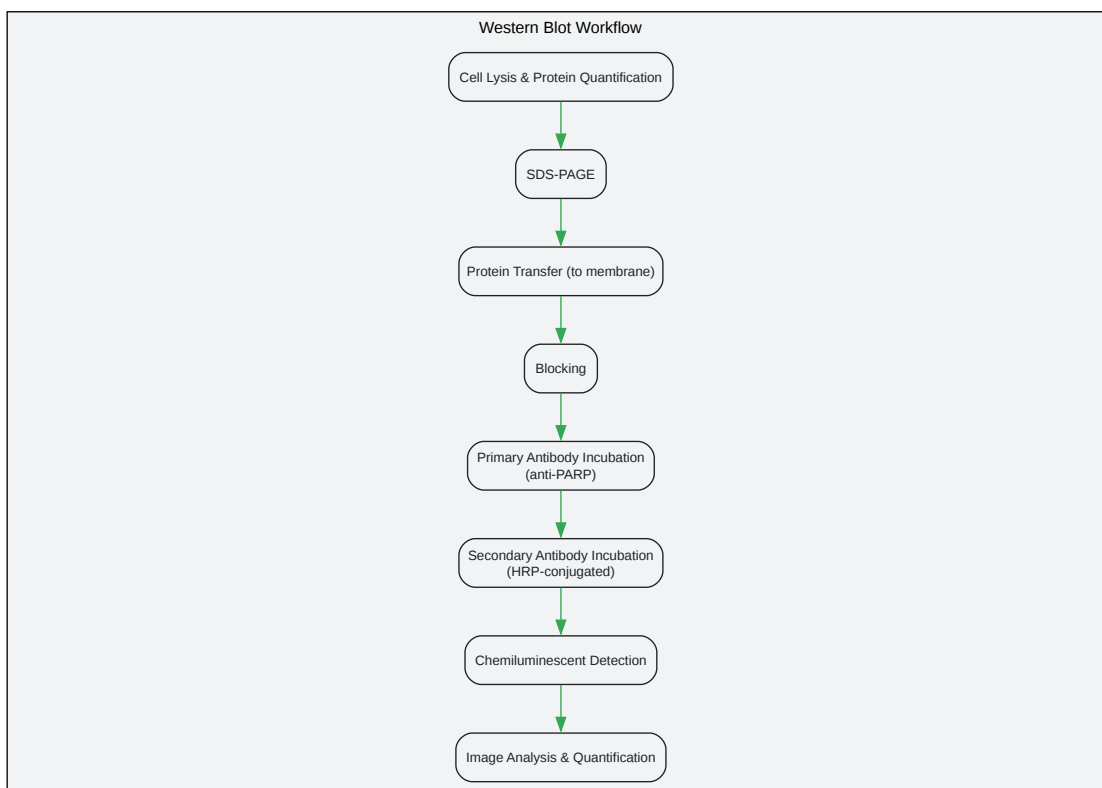 Western Blot Workflow
Cell Lysis & Protein Quantification
SDS-PAGE
Protein Transfer (to membrane)
Blocking
Primary Antibody Incubation
(anti-PARP)
Secondary Antibody Incubation
(HRP-conjugated)
Chemiluminescent Detection
Image Analysis & Quantification